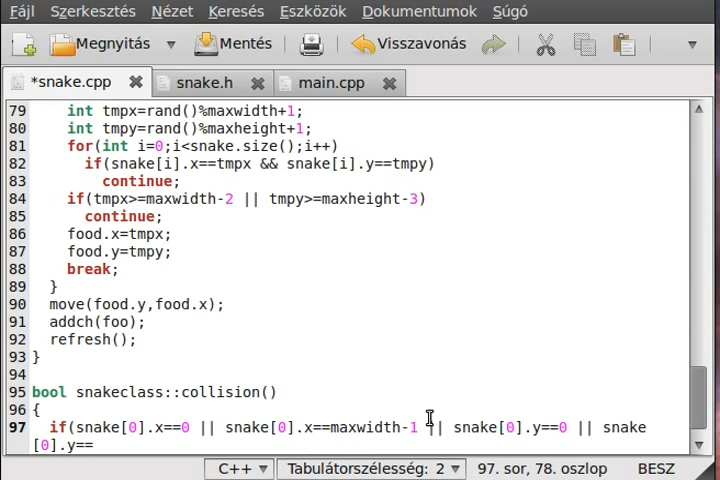 Fájl Szerkesztés Nézet Keresés Eszközök Dokumentumok Súgó
Megnyitás Mentés Visszavonás
*snake.cpp snake.h main.cpp
79 int tmpx=rand()%maxwidth+1;
80 int tmpy=rand()%maxheight+1;
81 for(int i=0;i<snake.size();i++)
82 if(snake[i].x==tmpx && snake[i].y==tmpy)
83 continue;
84 if(tmpx>=maxwidth-2 || tmpy>=maxheight-3)
85 continue;
86 food.x=tmpx;
87 food.y=tmpy;
88 break;
89 }
90 move(food.y,food.x);
91 addch(foo);
92 refresh();
93 }
94
95 bool snakeclass::collision()
96 {
97 if(snake[0].x==0 || snake[0].x==maxwidth-1 || snake[0].y==0 || snake
[0].y==
C++ Tabulátorszélesség: 2 97. sor, 78. oszlop BESZ